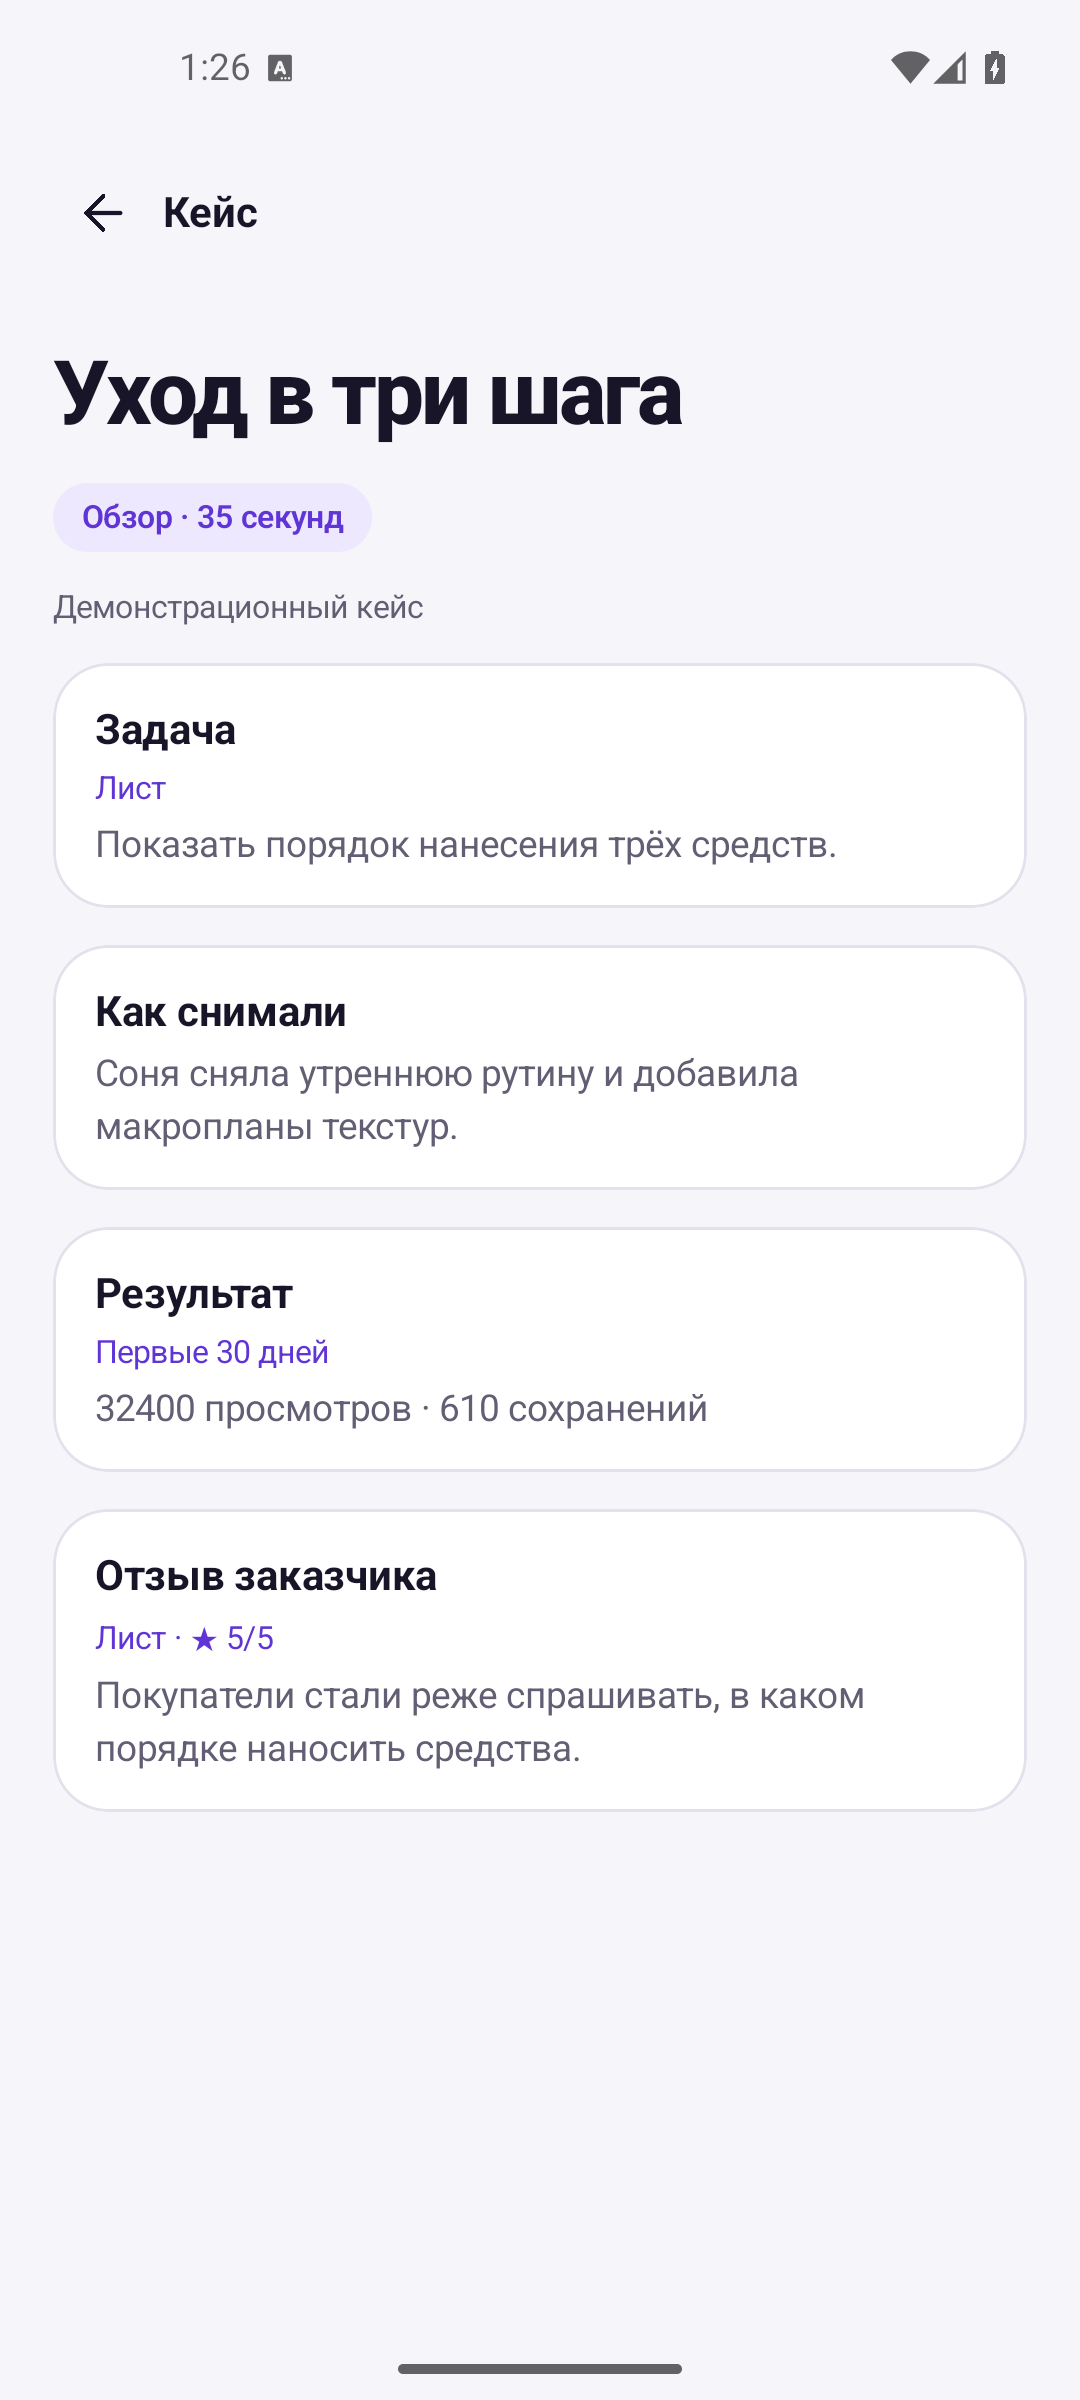 1:26
Кейс
Уход в три шага
Обзор · 35 секунд
Демонстрационный кейс
Задача
Лист
Показать порядок нанесения трёх средств.
Как снимали
Соня сняла утреннюю рутину и добавила
макропланы текстур.
Результат
Первые 30 дней
32400 просмотров · 610 сохранений
Отзыв заказчика
Лист · ★ 5/5
Покупатели стали реже спрашивать, в каком
порядке наносить средства.